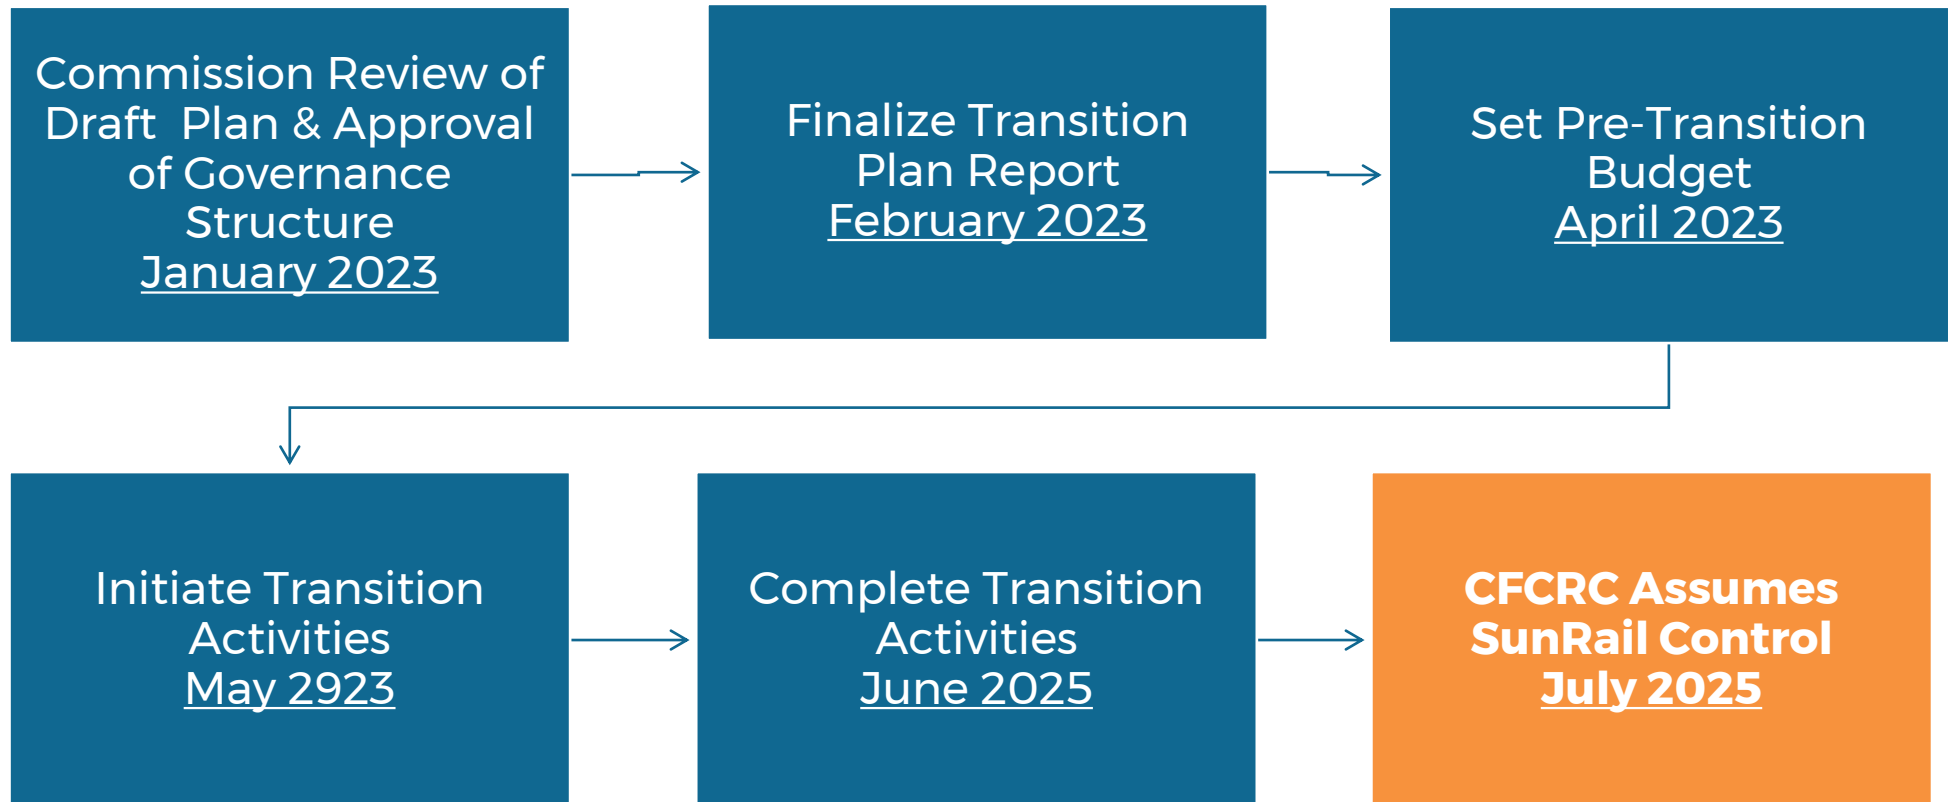 Commission Review of
Draft Plan & Approval
of Governance
Structure
January 2023
Finalize Transition
Plan Report
February 2023
Set Pre-Transition
Budget
April 2023
Initiate Transition
Activities
May 2923
Complete Transition
Activities
June 2025
CFCRC Assumes
SunRail Control
July 2025